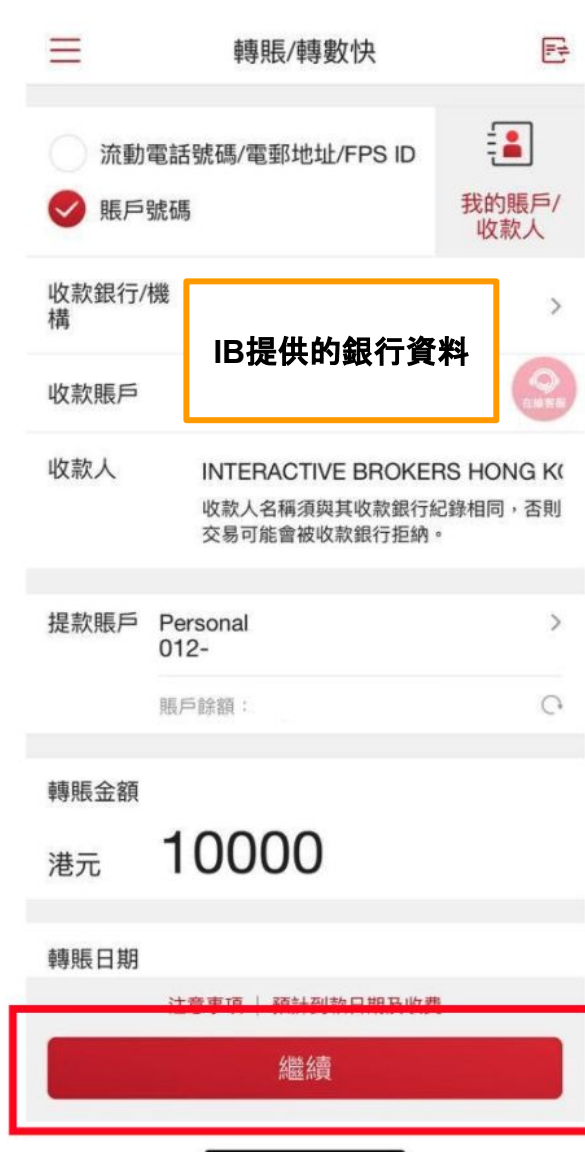 轉賬/轉數快
流動電話號碼/電郵地址/FPS ID
賬戶號碼
我的賬戶/
收款人
收款銀行/機
構
IB提供的銀行資料
收款賬戶
在線客服
收款人
INTERACTIVE BROKERS HONG K
收款人名稱須與其收款銀行紀錄相同，否則
交易可能會被收款銀行拒納。
提款賬戶
Personal
012-
賬戶餘額：
轉賬金額
港元
10000
轉賬日期
注意事項 | 預計到款日期及收費
繼續